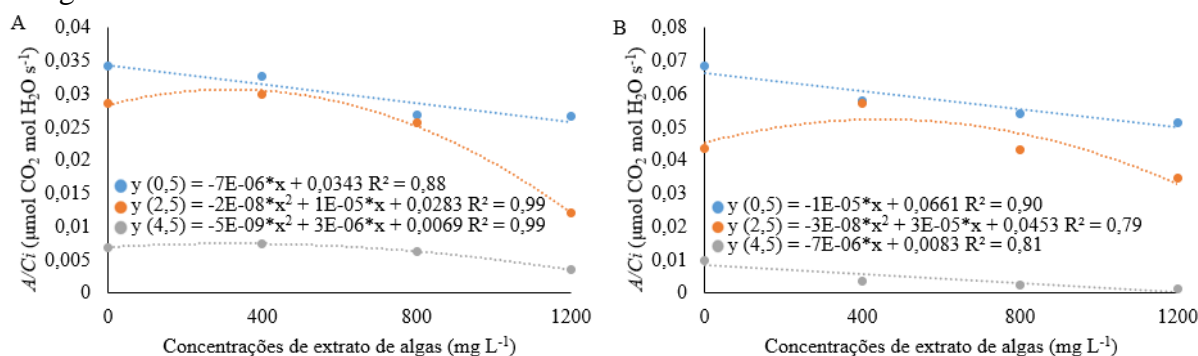 A
0,04
0,035
0,03
0,025
0,02
0,015
0,01
0,005
0
A/Ci (µmol CO₂ mol H₂O s⁻¹)
y (0,5) = -7E-06*x + 0,0343 R² = 0,88
y (2,5) = -2E-08*x² + 1E-05*x + 0,0283 R² = 0,99
y (4,5) = -5E-09*x² + 3E-06*x + 0,0069 R² = 0,99
0 400 800 1200
Concentrações de extrato de algas (mg L⁻¹)
B
0,08
0,07
0,06
0,05
0,04
0,03
0,02
0,01
0
A/Ci (µmol CO₂ mol H₂O s⁻¹)
y (0,5) = -1E-05*x + 0,0661 R² = 0,90
y (2,5) = -3E-08*x² + 3E-05*x + 0,0453 R² = 0,79
y (4,5) = -7E-06*x + 0,0083 R² = 0,81
0 400 800 1200
Concentrações de extrato de algas (mg L⁻¹)